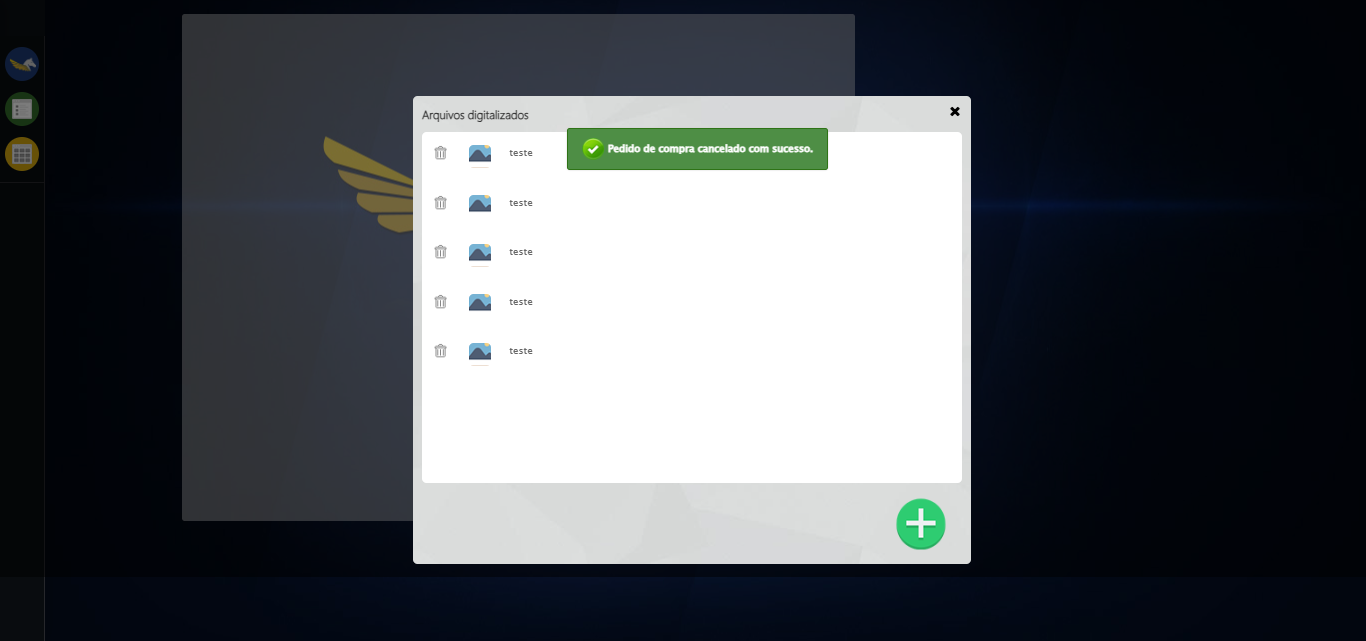 Arquivos digitalizados
Pedido de compra cancelado com sucesso.
teste
teste
teste
teste
teste